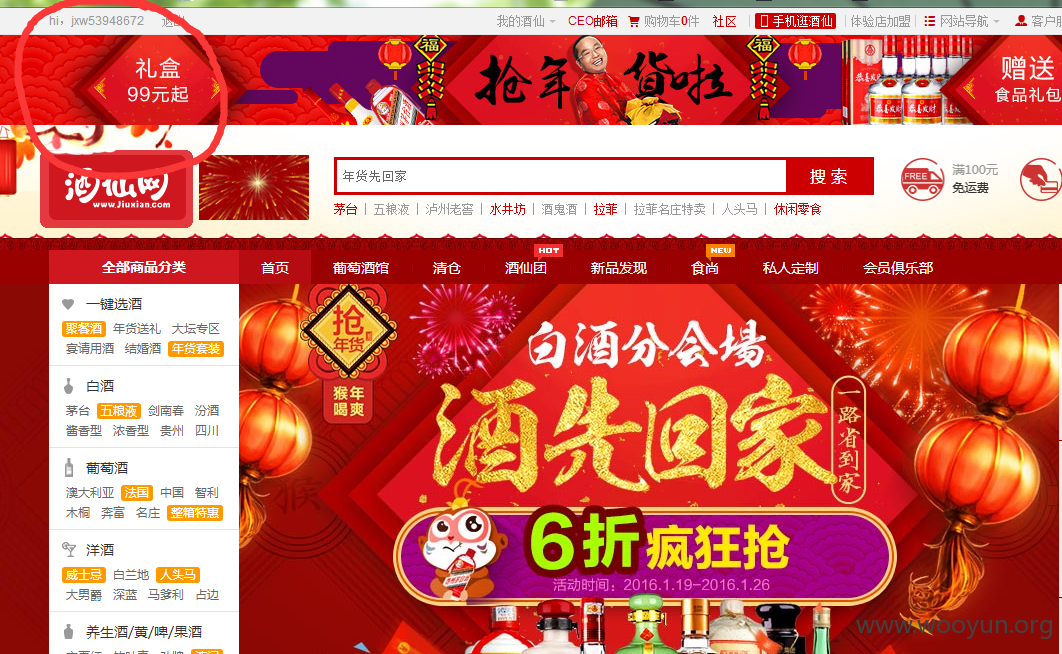 hi，jxw53948672 退出 我的酒仙 CEO邮箱 购物车0件 社区 手机逛酒仙 体验店加盟 网站导航 客户服
礼盒
99元起
福 抢年 货啦 福
赠送
食品礼包
酒仙网
www.Jiuxian.com
年货先回家 搜索
FREE 满100元
免运费
茅台 五粮液 泸州老窖 水井坊 酒鬼酒 拉菲 拉菲名庄特卖 人头马 休闲零食
HOT NEW
全部商品分类 首页 葡萄酒馆 清仓 酒仙团 新品发现 食尚 私人定制 会员俱乐部
一键选酒
聚餐酒 年货送礼 大坛专区
宴请用酒 结婚酒 年货套装
白酒
茅台 五粮液 剑南春 汾酒
酱香型 浓香型 贵州 四川
葡萄酒
澳大利亚 法国 中国 智利
木桐 奔富 名庄 整箱特惠
洋酒
威士忌 白兰地 人头马
大男爵 深蓝 马爹利 占边
养生酒/黄/啤/果酒
抢
年货
猴年
喝爽
白酒分会場
酒先回家
一路省到家
6折疯狂抢
活动时间：2016.1.19-2016.1.26
www.wooyun.org